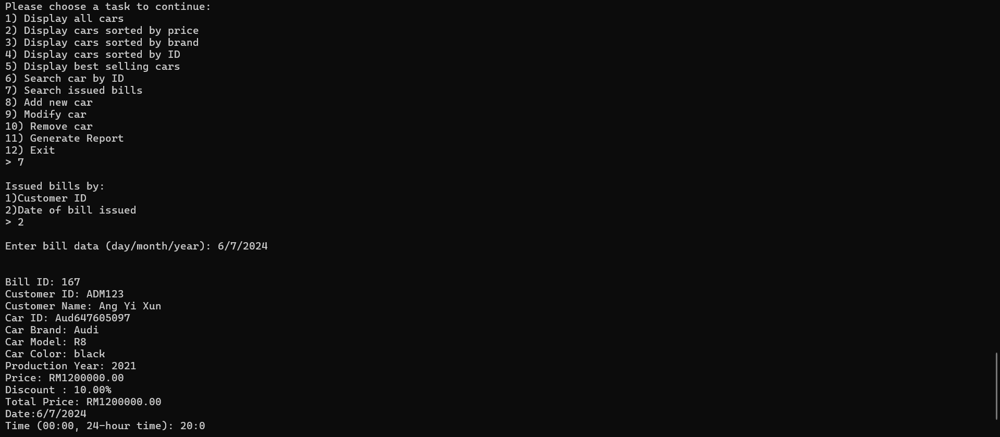 Please choose a task to continue:
1) Display all cars
2) Display cars sorted by price
3) Display cars sorted by brand
4) Display cars sorted by ID
5) Display best selling cars
6) Search car by ID
7) Search issued bills
8) Add new car
9) Modify car
10) Remove car
11) Generate Report
12) Exit
> 7
Issued bills by:
1)Customer ID
2)Date of bill issued
> 2
Enter bill data (day/month/year): 6/7/2024
Bill ID: 167
Customer ID: ADM123
Customer Name: Ang Yi Xun
Car ID: Aud647605097
Car Brand: Audi
Car Model: R8
Car Color: black
Production Year: 2021
Price: RM1200000.00
Discount : 10.00%
Total Price: RM1200000.00
Date:6/7/2024
Time (00:00, 24-hour time): 20:0